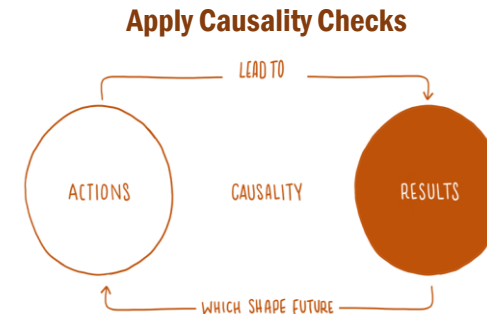 Apply Causality Checks
LEAD TO
ACTIONS
CAUSALITY
RESULTS
WHICH SHAPE FUTURE